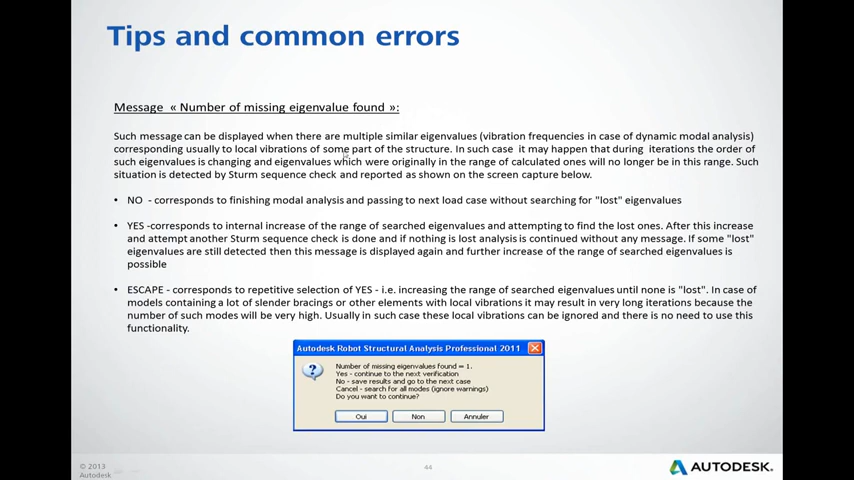 Tips and common errors
Message « Number of missing eigenvalue found »:
Such message can be displayed when there are multiple similar eigenvalues (vibration frequencies in case of dynamic modal analysis)
corresponding usually to local vibrations of some part of the structure. In such case it may happen that during iterations the order of
such eigenvalues is changing and eigenvalues which were originally in the range of calculated ones will no longer be in this range. Such
situation is detected by Sturm sequence check and reported as shown on the screen capture below.
• NO - corresponds to finishing modal analysis and passing to next load case without searching for "lost" eigenvalues
• YES -corresponds to internal increase of the range of searched eigenvalues and attempting to find the lost ones. After this increase
and attempt another Sturm sequence check is done and if nothing is lost analysis is continued without any message. If some "lost"
eigenvalues are still detected then this message is displayed again and further increase of the range of searched eigenvalues is
possible
• ESCAPE - corresponds to repetitive selection of YES - i.e. increasing the range of searched eigenvalues until none is "lost". In case of
models containing a lot of slender bracings or other elements with local vibrations it may result in very long iterations because the
number of such modes will be very high. Usually in such case these local vibrations can be ignored and there is no need to use this
functionality.
Autodesk Robot Structural Analysis Professional 2011
Number of missing eigenvalues found = 1.
Yes - continue to the next verification
No - save results and go to the next case
Cancel - search for all modes (ignore warnings)
Do you want to continue?
Oui Non Annuler
© 2013
Autodesk
44
AUTODESK.